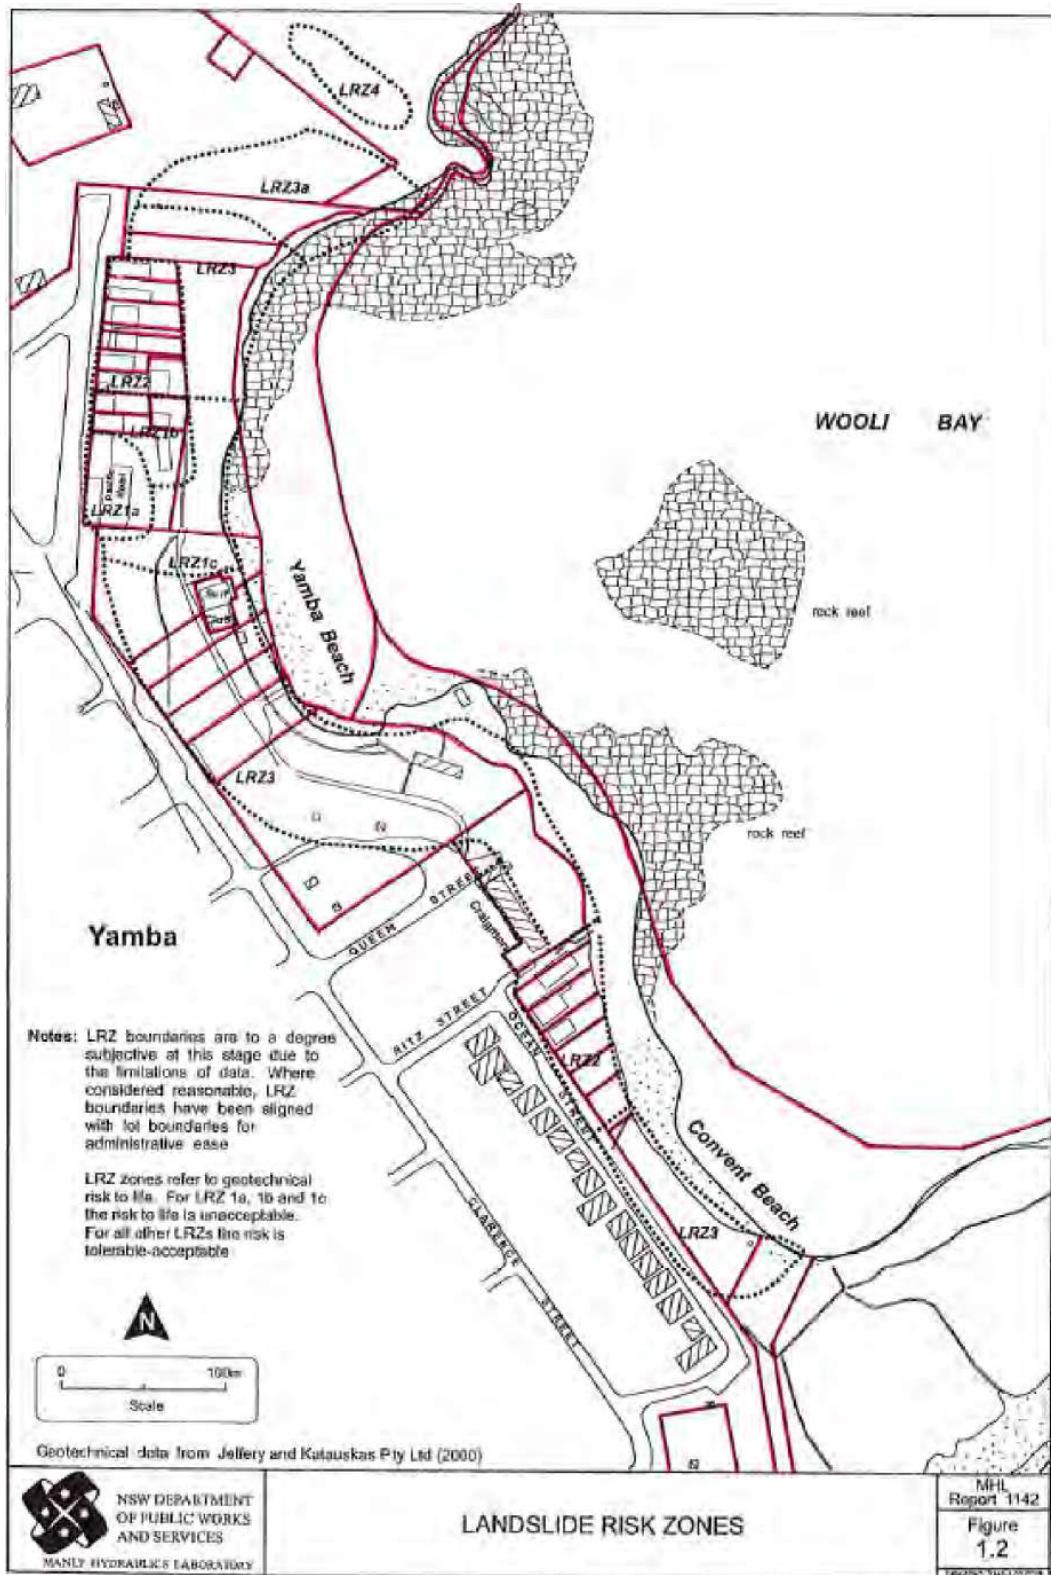 LRZ4
LRZ3a
LRZ3
LRZ2
WOOLI BAY
LRZ1b
Pacific
Hotel
LRZ1a
LRZ1c
Yamba Beach
rock reef
LRZ3
rock reef
Yamba
QUEEN STREET
Craigmore
RITZ STREET
OCEAN STREET
LRZ2
Convent Beach
LRZ3
CLARENCE STREET
Notes: LRZ boundaries are to a degree
subjective at this stage due to
the limitations of data. Where
considered reasonable, LRZ
boundaries have been aligned
with lot boundaries for
administrative ease
LRZ zones refer to geotechnical
risk to life. For LRZ 1a, 1b and 1c
the risk to life is unacceptable.
For all other LRZs the risk is
tolerable-acceptable
N
0 100m
Scale
Geotechnical data from Jeffery and Katauskas Pty Ltd (2000)
NSW DEPARTMENT
OF PUBLIC WORKS
AND SERVICES
MANLY HYDRAULICS LABORATORY
LANDSLIDE RISK ZONES
MHL
Report 1142
Figure
1.2